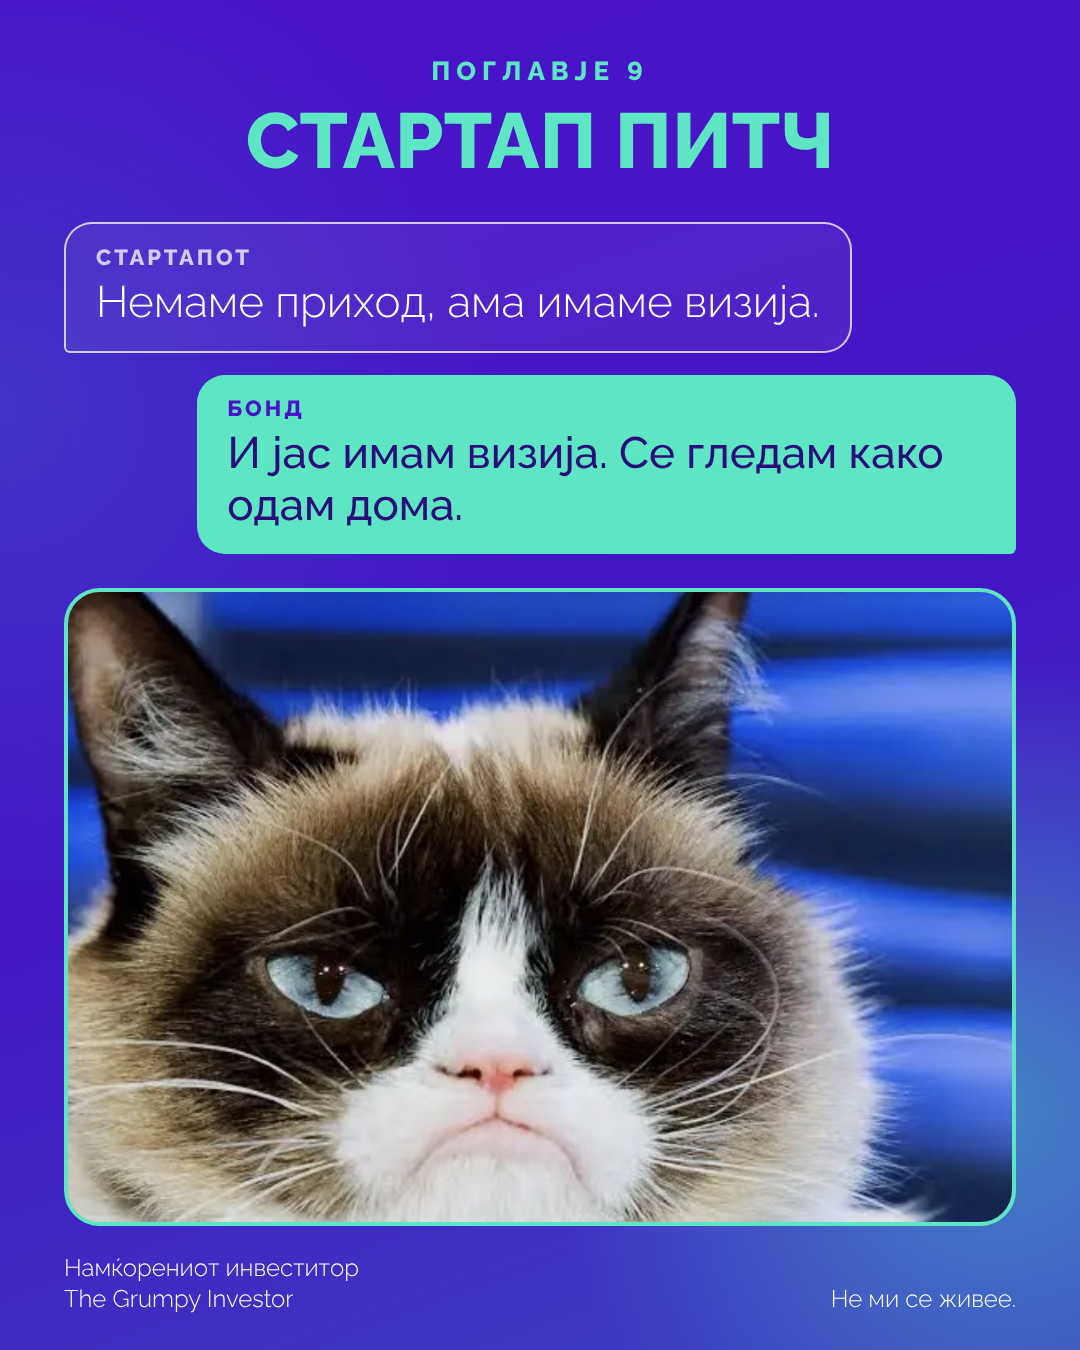 ПОГЛАВЈЕ 9
СТАРТАП ПИТЧ
СТАРТАПОТ
Немаме приход, ама имаме визија.
БОНД
И јас имам визија. Се гледам како
одам дома.
Намќорениот инвеститор
The Grumpy Investor
Не ми се живее.